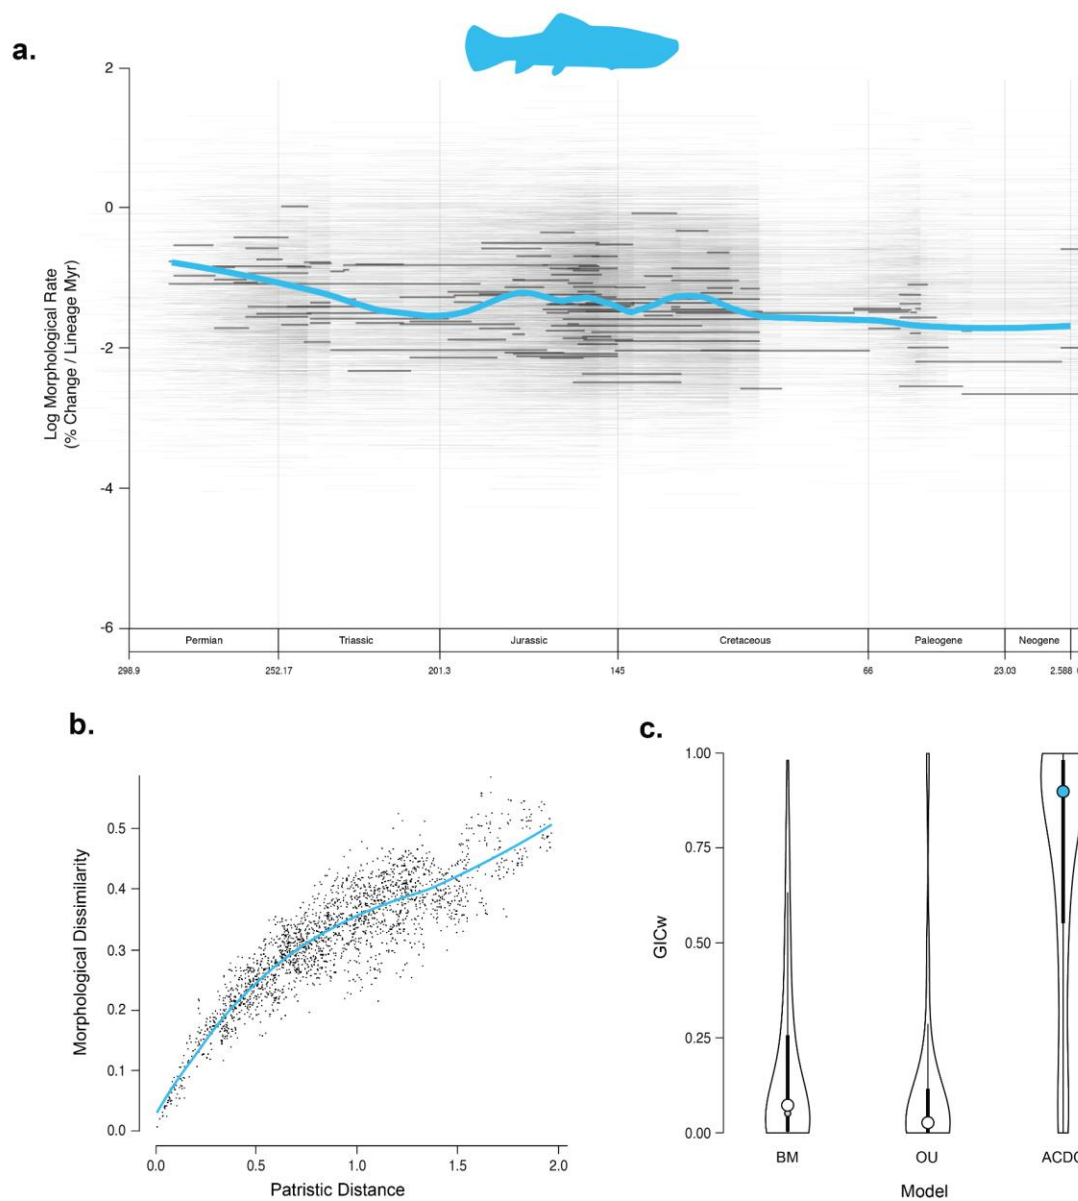 a.
2
0
-2
-4
-6
Log Morphological Rate
(% Change / Lineage Myr)
Permian Triassic Jurassic Cretaceous Paleogene Neogene
298.9 252.17 201.3 145 66 23.03 2.588
b.
0.5
0.4
0.3
0.2
0.1
0.0
Morphological Dissimilarity
0.0 0.5 1.0 1.5 2.0
Patristic Distance
c.
1.00
0.75
0.50
0.25
0.00
GICw
BM OU ACDC
Model